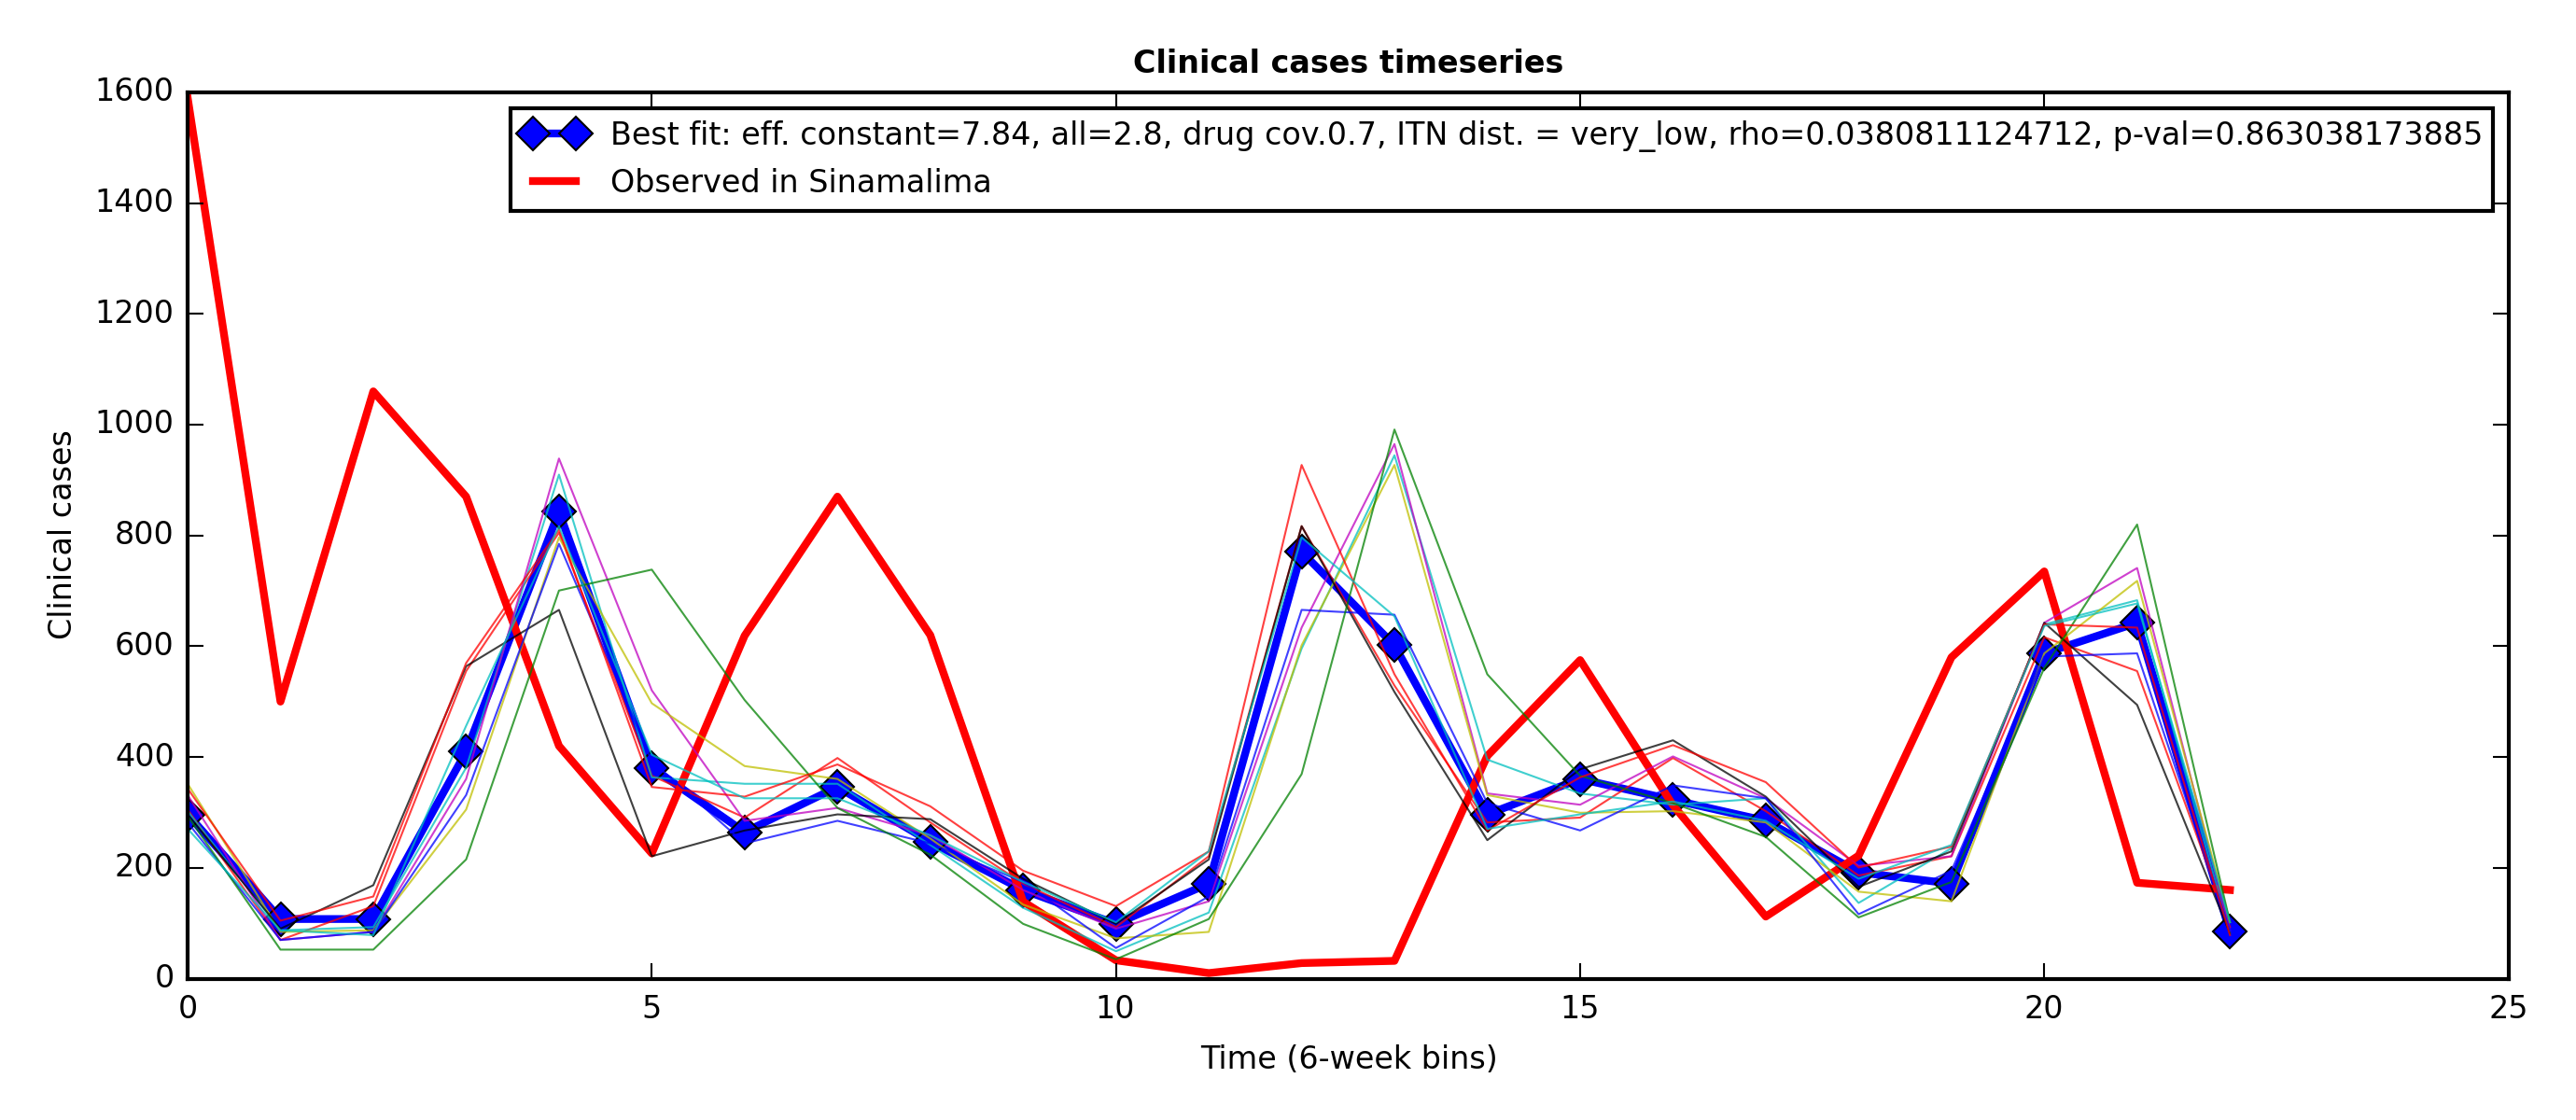 Clinical cases timeseries
1600
1400
1200
1000
800
600
400
200
0
Clinical cases
Best fit: eff. constant=7.84, all=2.8, drug cov.0.7, ITN dist. = very_low, rho=0.0380811124712, p-val=0.863038173885
Observed in Sinamalima
0 5 10 15 20 25
Time (6-week bins)